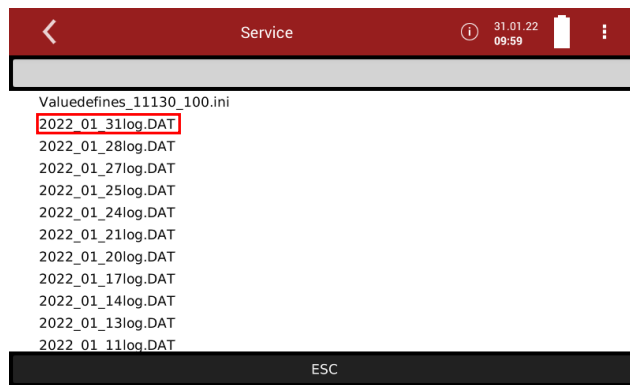 Service
31.01.22
09:59
Valuedefines_11130_100.ini
2022_01_31log.DAT
2022_01_28log.DAT
2022_01_27log.DAT
2022_01_25log.DAT
2022_01_24log.DAT
2022_01_21log.DAT
2022_01_20log.DAT
2022_01_17log.DAT
2022_01_14log.DAT
2022_01_13log.DAT
2022_01_11log.DAT
ESC